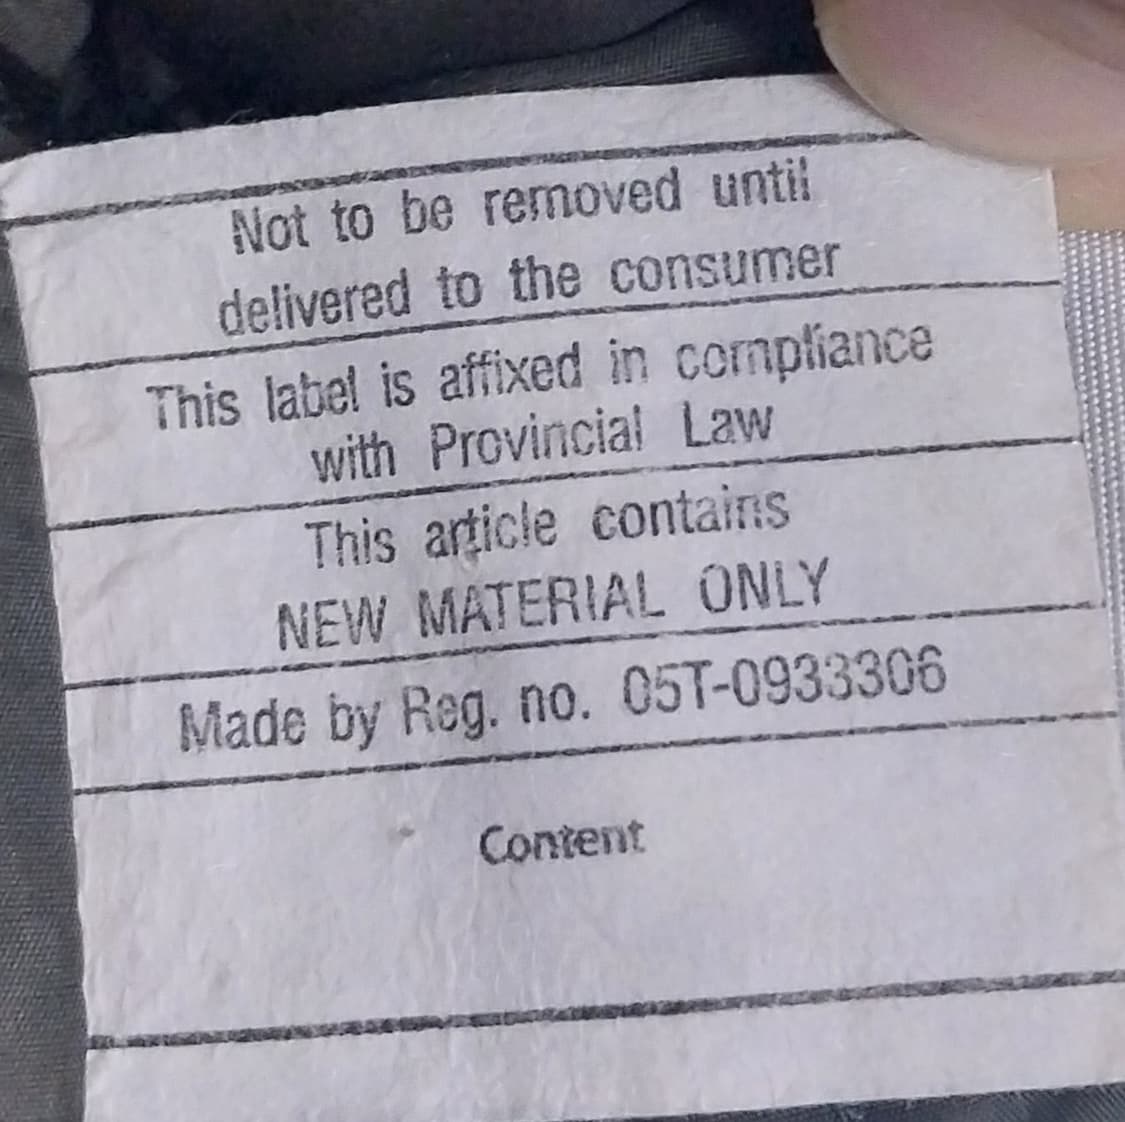 Not to be removed until
delivered to the consumer
This label is affixed in compliance
with Provincial Law
This article contains
NEW MATERIAL ONLY
Made by Reg. no. 05T-0933306
Content